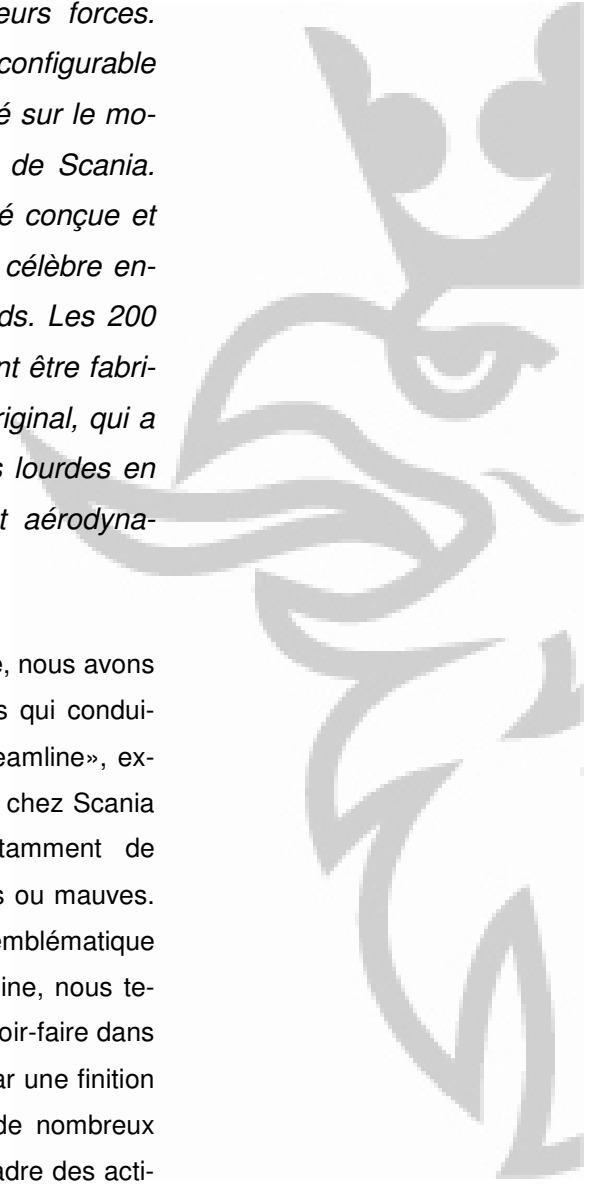 eurs forces.
configurable
é sur le mo-
de Scania.
é conçue et
célèbre en-
ds. Les 200
nt être fabri-
riginal, qui a
s lourdes en
t aérodyna-
e, nous avons
s qui condui-
eamline», ex-
chez Scania
tamment de
s ou mauves.
emblématique
ine, nous te-
oir-faire dans
ar une finition
de nombreux
adre des acti-